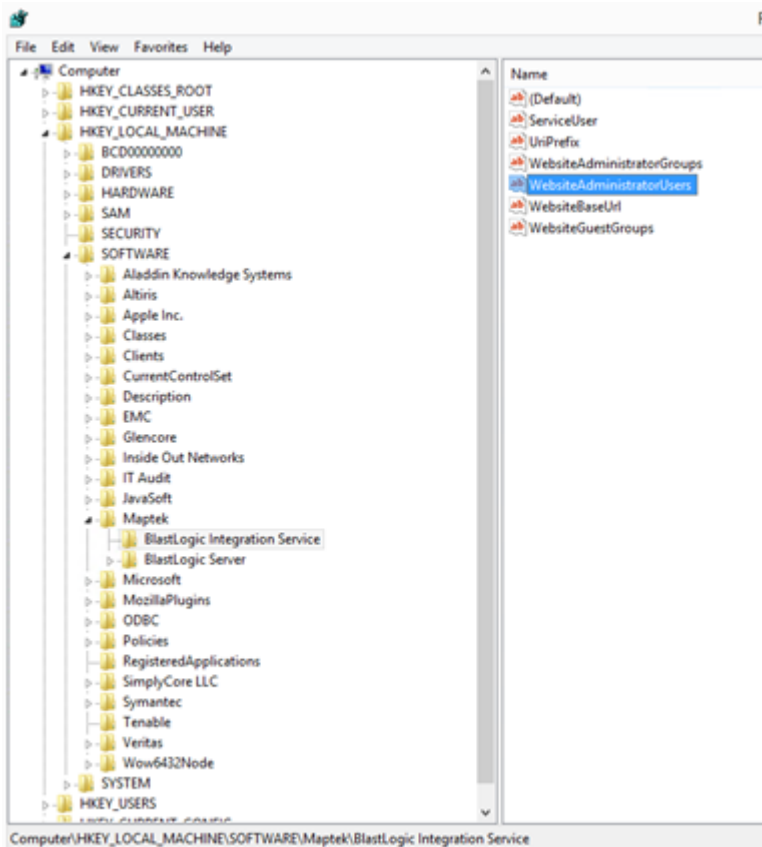 File Edit View Favorites Help
Computer
HKEY_CLASSES_ROOT
HKEY_CURRENT_USER
HKEY_LOCAL_MACHINE
BCD00000000
DRIVERS
HARDWARE
SAM
SECURITY
SOFTWARE
Aladdin Knowledge Systems
Altiris
Apple Inc.
Classes
Clients
CurrentControlSet
Description
EMC
Glencore
Inside Out Networks
IT Audit
JavaSoft
Maptek
BlastLogic Integration Service
BlastLogic Server
Microsoft
MozillaPlugins
ODBC
Policies
RegisteredApplications
SimplyCore LLC
Symantec
Tenable
Veritas
Wow6432Node
SYSTEM
HKEY_USERS
HKEY_CURRENT_CONFIG
Name
(Default)
ServiceUser
UriPrefix
WebsiteAdministratorGroups
WebsiteAdministratorUsers
WebsiteBaseUrl
WebsiteGuestGroups
Computer\HKEY_LOCAL_MACHINE\SOFTWARE\Maptek\BlastLogic Integration Service